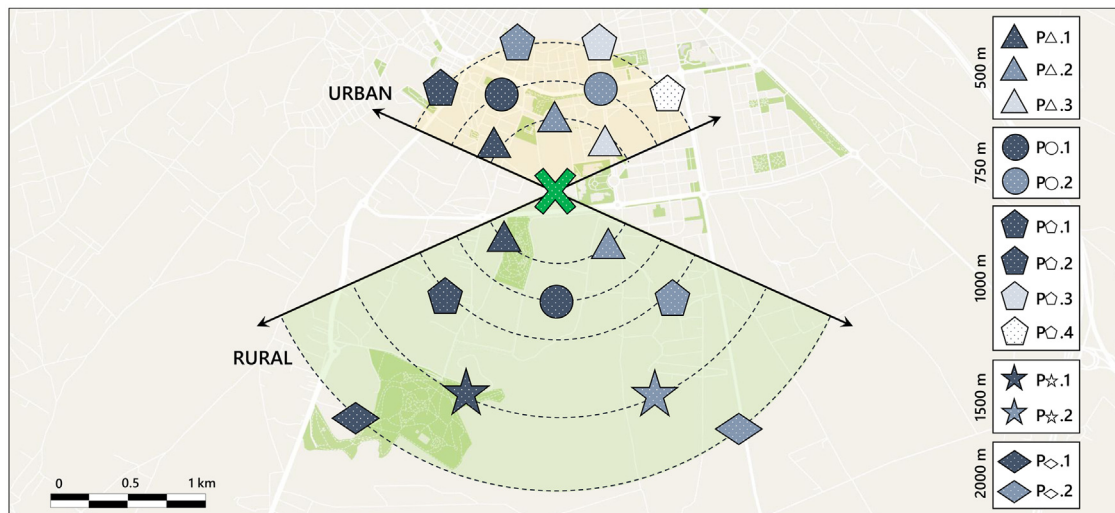 URBAN
RURAL
0 0.5 1 km
500 m
P△.1
P△.2
P△.3
750 m
P○.1
P○.2
1000 m
P⬠.1
P⬠.2
P⬠.3
P⬠.4
1500 m
P☆.1
P☆.2
2000 m
P◇.1
P◇.2